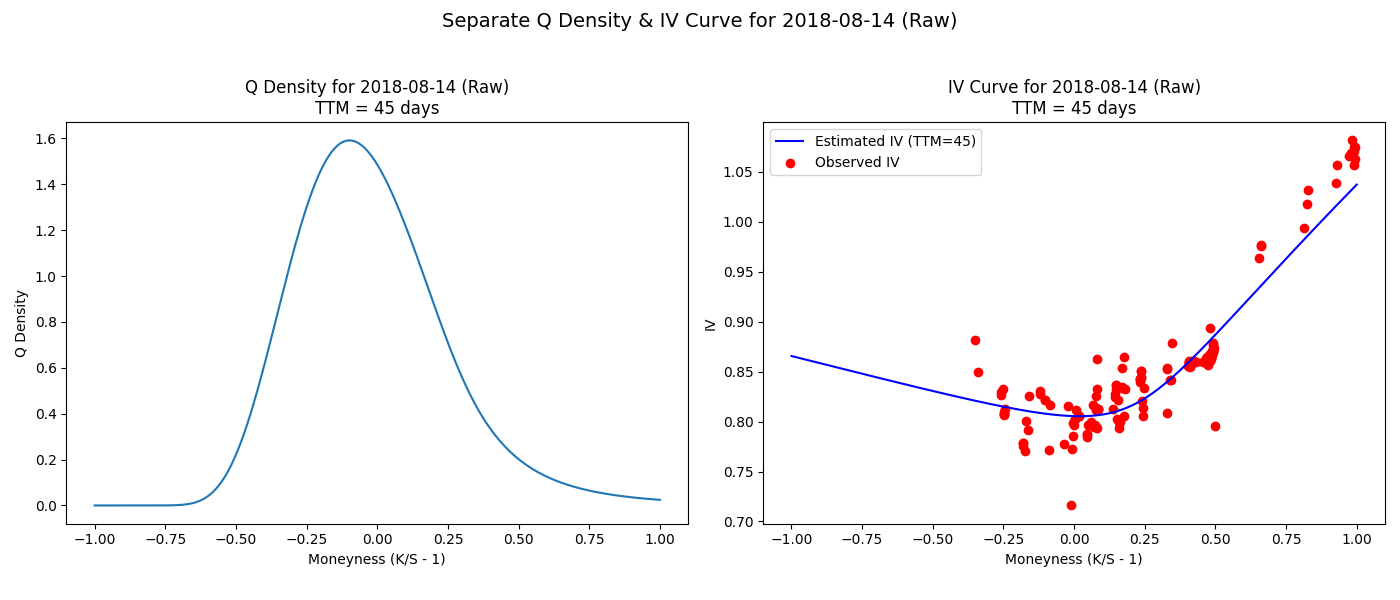 Separate Q Density & IV Curve for 2018-08-14 (Raw)
Q Density for 2018-08-14 (Raw)
TTM = 45 days
1.6
1.4
1.2
1.0
0.8
0.6
0.4
0.2
0.0
Q Density
−1.00 −0.75 −0.50 −0.25 0.00 0.25 0.50 0.75 1.00
Moneyness (K/S - 1)
IV Curve for 2018-08-14 (Raw)
TTM = 45 days
Estimated IV (TTM=45)
Observed IV
1.05
1.00
0.95
0.90
0.85
0.80
0.75
0.70
IV
−1.00 −0.75 −0.50 −0.25 0.00 0.25 0.50 0.75 1.00
Moneyness (K/S - 1)